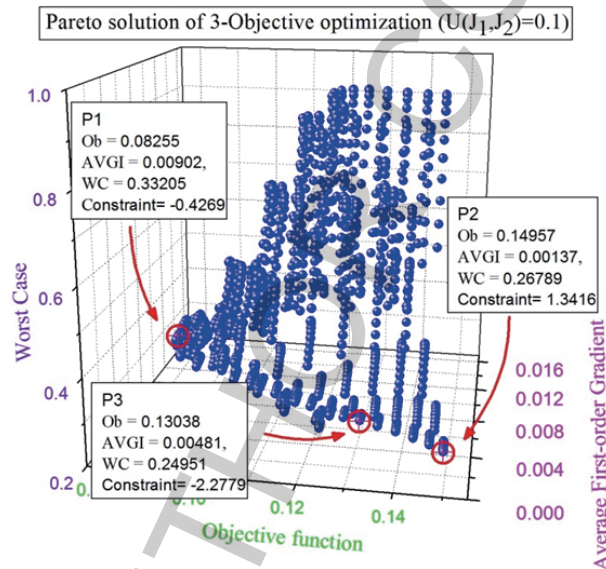 Pareto solution of 3-Objective optimization (U(J1,J2)=0.1)
1.0
P1
Ob = 0.08255
AVGI = 0.00902,
WC = 0.33205
Constraint= -0.4269
0.8
P2
Ob = 0.14957
AVGI = 0.00137,
WC = 0.26789
Constraint= 1.3416
0.6
Worst Case
0.4
P3
Ob = 0.13038
AVGI = 0.00481,
WC = 0.24951
Constraint= -2.2779
0.2
0.10
0.12
0.14
Objective function
0.016
0.012
0.008
0.004
0.000
Average First-order Gradient